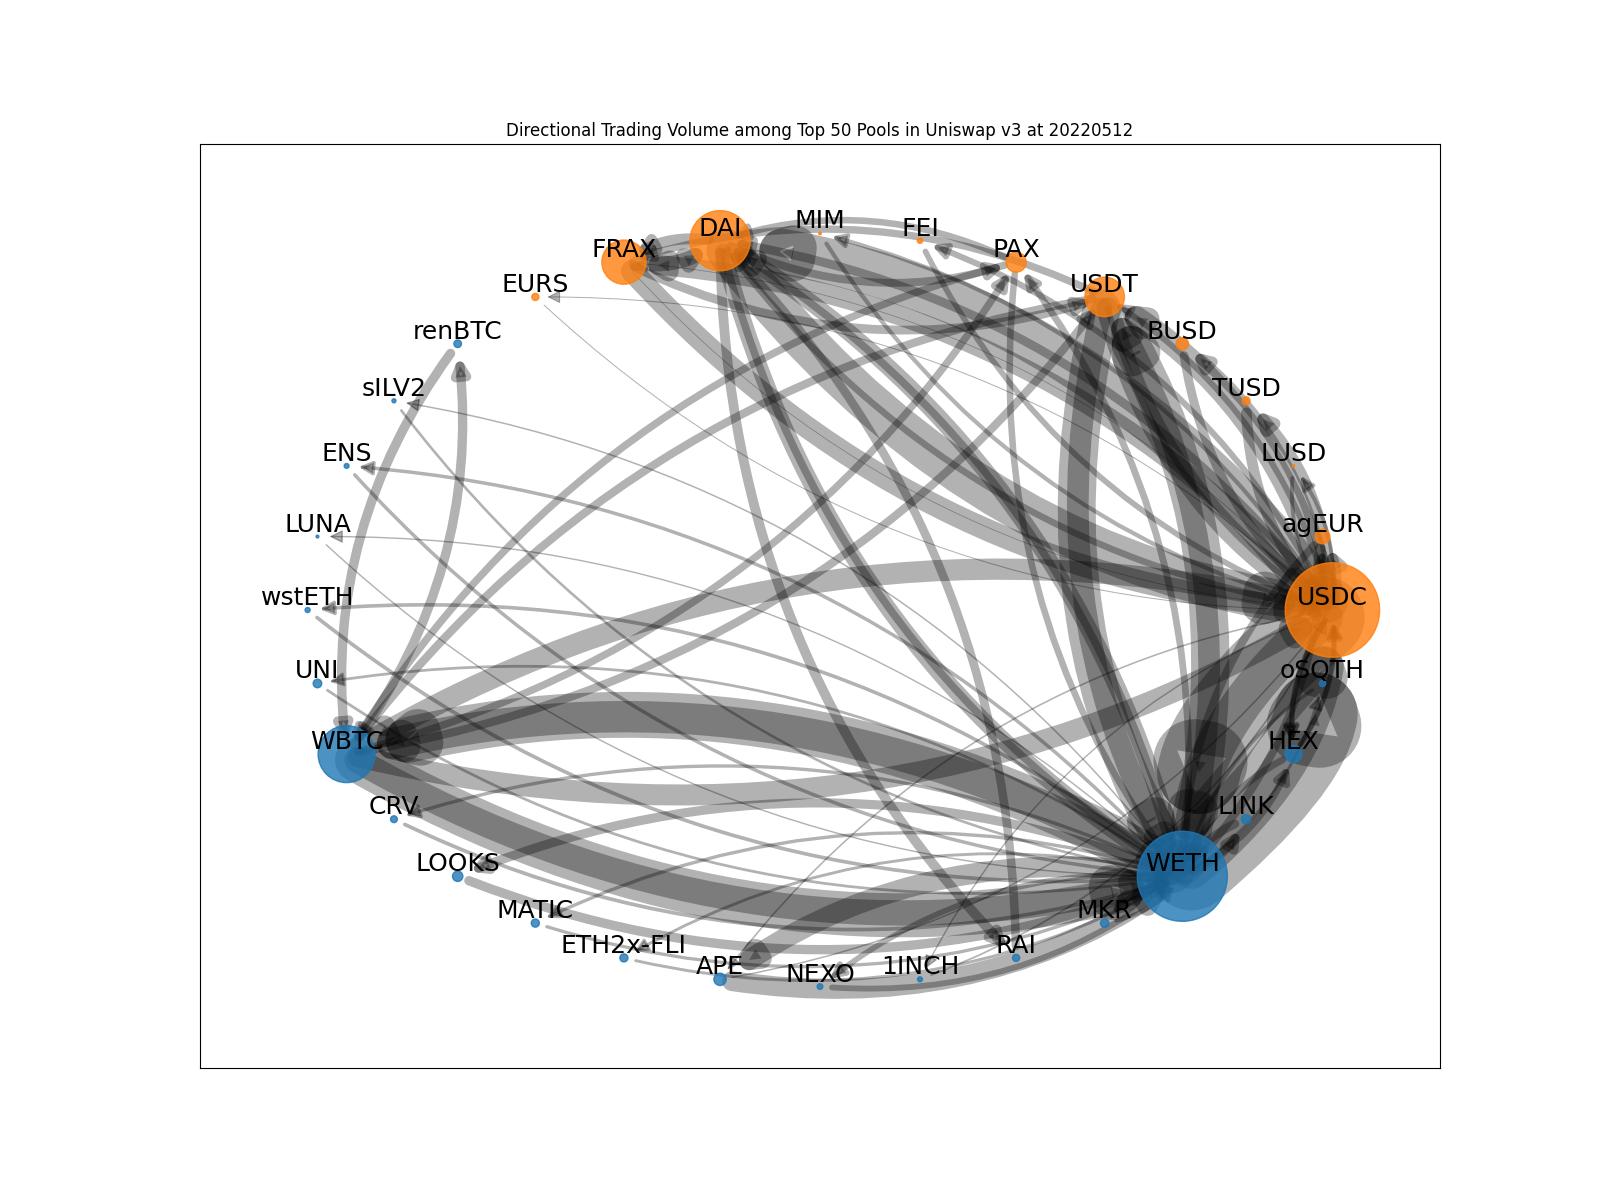 Directional Trading Volume among Top 50 Pools in Uniswap v3 at 20220512
MIM
DAI
FEI
FRAX
PAX
EURS
USDT
renBTC
BUSD
sILV2
TUSD
ENS
LUSD
LUNA
agEUR
wstETH
USDC
UNI
oSQTH
WBTC
HEX
CRV
LINK
LOOKS
WETH
MATIC
MKR
ETH2x-FLI
RAI
APE
1INCH
NEXO